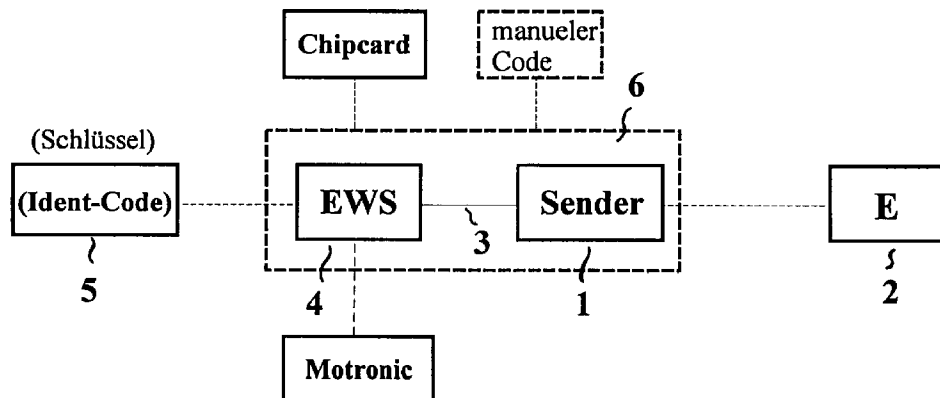 Chipcard
manueler
Code
6
(Schlüssel)
(Ident-Code)
EWS
Sender
E
3
5
4
1
2
Motronic